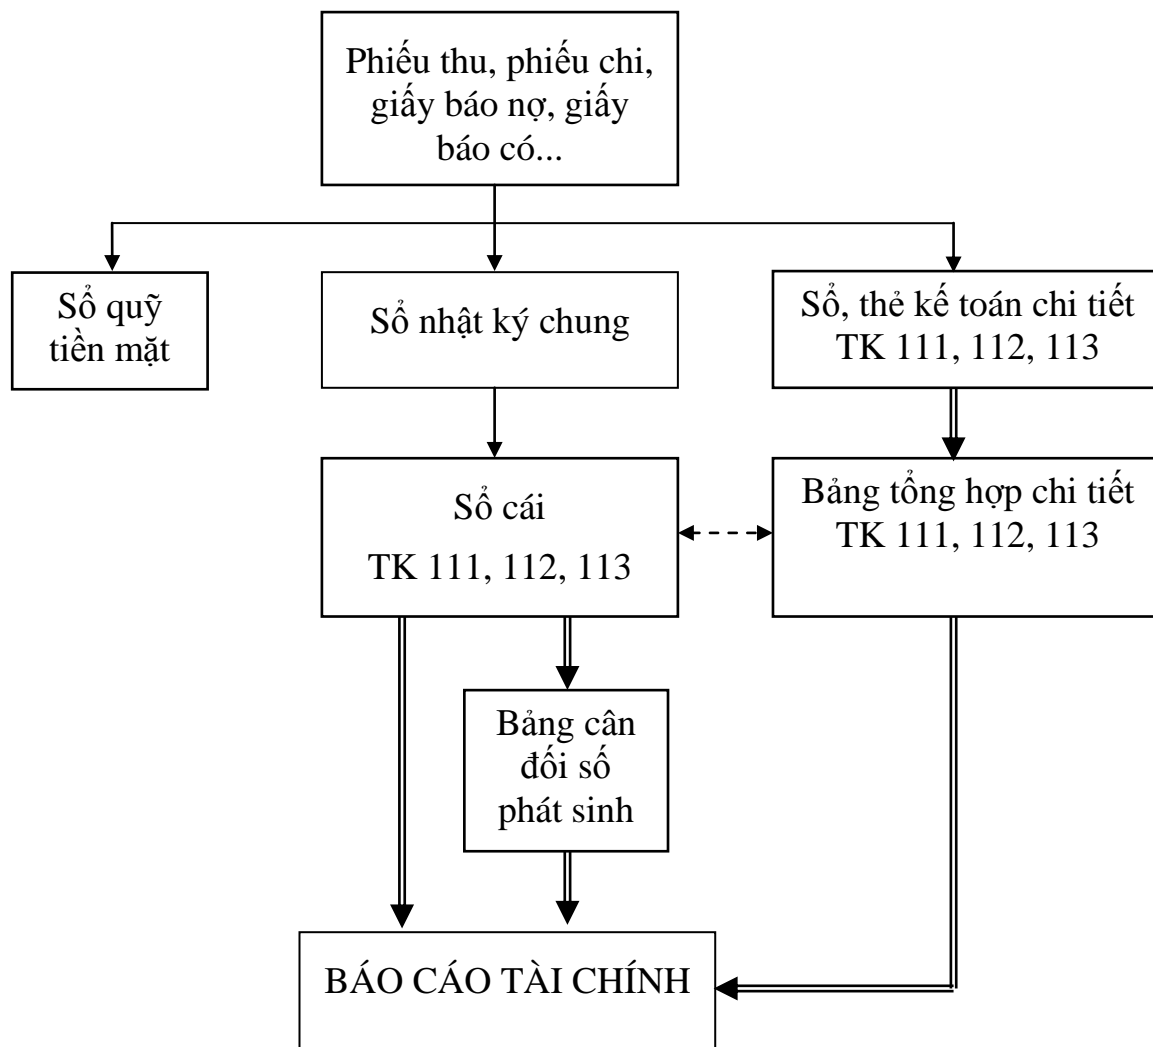 Phiếu thu, phiếu chi,
giấy báo nợ, giấy
báo có...
Sổ quỹ
tiền mặt
Sổ nhật ký chung
Sổ, thẻ kế toán chi tiết
TK 111, 112, 113
Sổ cái
TK 111, 112, 113
Bảng tổng hợp chi tiết
TK 111, 112, 113
Bảng cân
đối số
phát sinh
BÁO CÁO TÀI CHÍNH